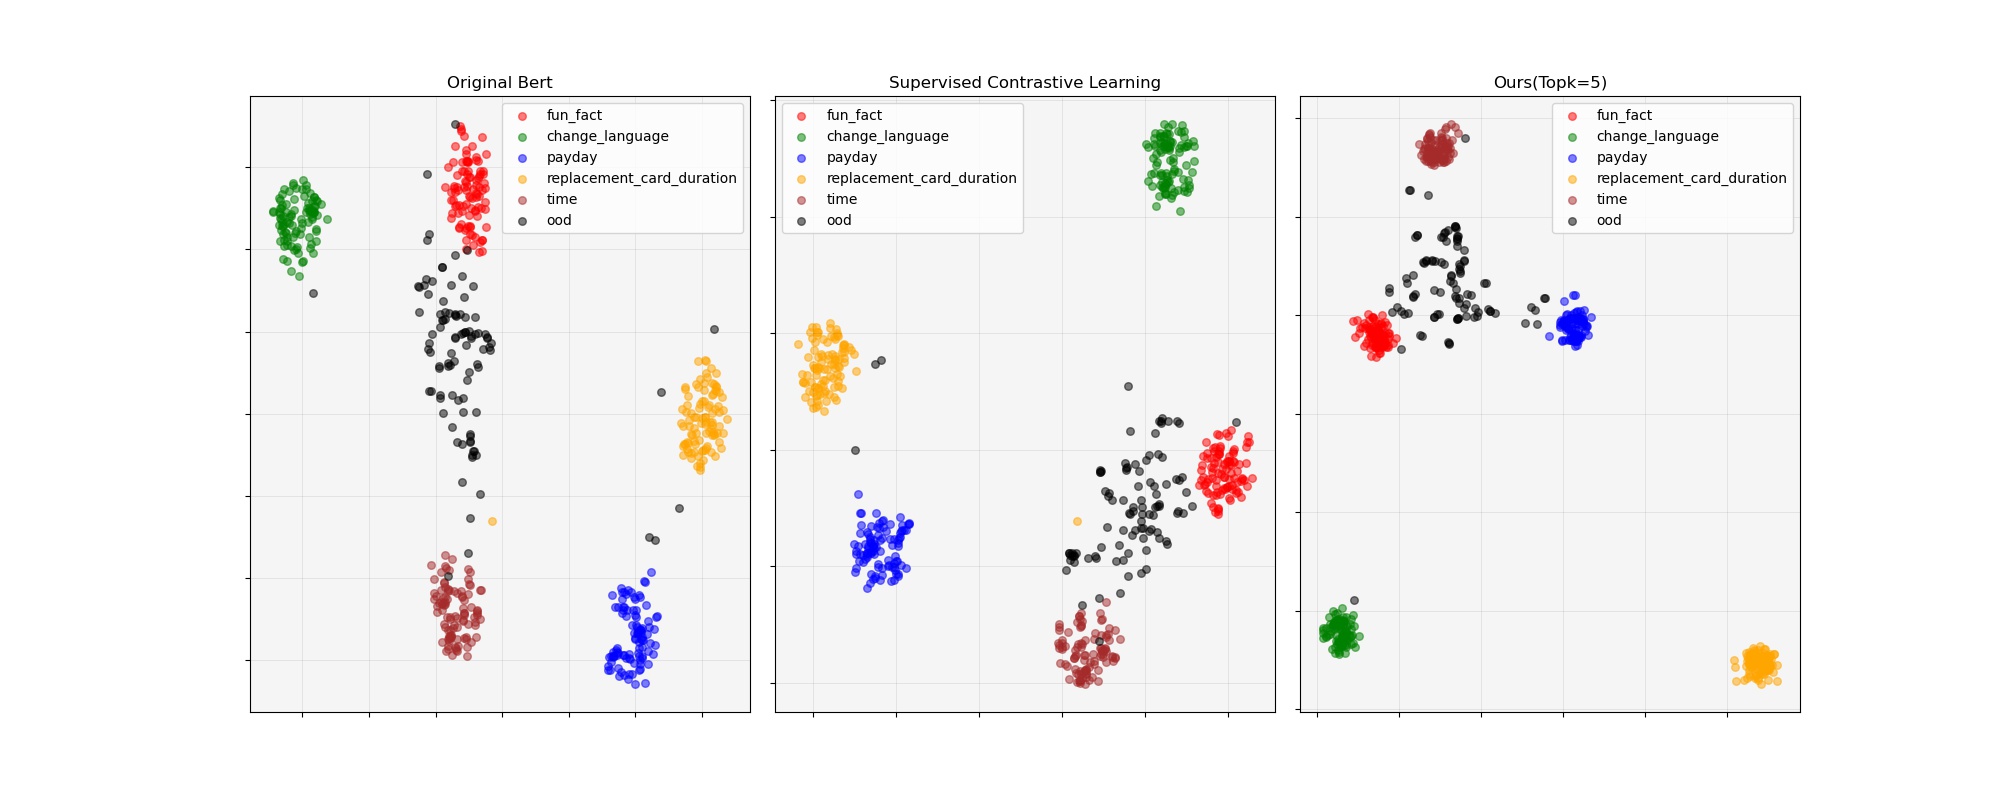 Original Bert
fun_fact
change_language
payday
replacement_card_duration
time
ood
Supervised Contrastive Learning
fun_fact
change_language
payday
replacement_card_duration
time
ood
Ours(Topk=5)
fun_fact
change_language
payday
replacement_card_duration
time
ood